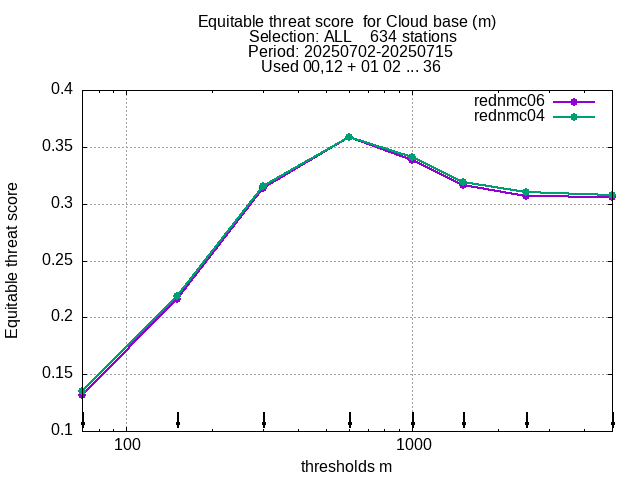 Equitable threat score  for Cloud base (m)
Selection: ALL    634 stations
Period: 20250702-20250715
Used 00,12 + 01 02 ... 36
rednmc06
rednmc04
0.4
0.35
0.3
0.25
0.2
0.15
0.1
Equitable threat score
100
1000
thresholds m